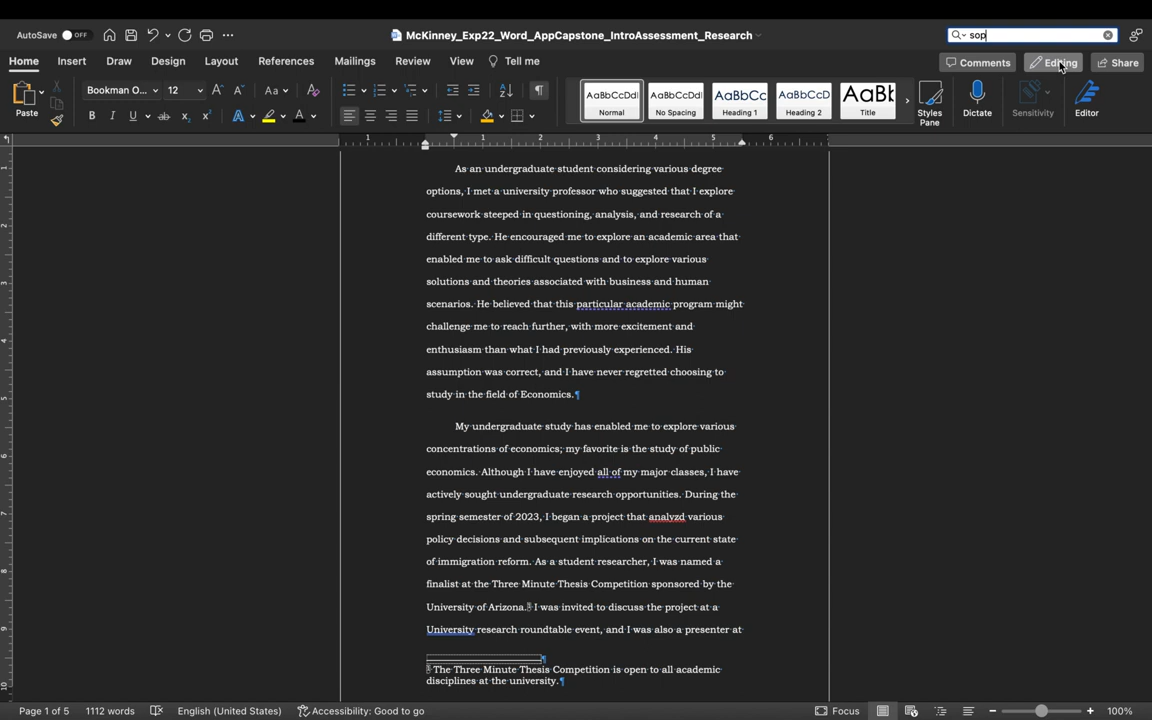 AutoSave OFF McKinney_Exp22_Word_AppCapstone_IntroAssessment_Research sop
Home Insert Draw Design Layout References Mailings Review View Tell me Comments Editing Share
Paste Bookman O... 12 Normal No Spacing Heading 1 Heading 2 Title Styles Pane Dictate Sensitivity Editor
As an undergraduate student considering various degree
options, I met a university professor who suggested that I explore
coursework steeped in questioning, analysis, and research of a
different type. He encouraged me to explore an academic area that
enabled me to ask difficult questions and to explore various
solutions and theories associated with business and human
scenarios. He believed that this particular academic program might
challenge me to reach further, with more excitement and
enthusiasm than what I had previously experienced. His
assumption was correct, and I have never regretted choosing to
study in the field of Economics.¶
My undergraduate study has enabled me to explore various
concentrations of economics; my favorite is the study of public
economics. Although I have enjoyed all of my major classes, I have
actively sought undergraduate research opportunities. During the
spring semester of 2023, I began a project that analyzd various
policy decisions and subsequent implications on the current state
of immigration reform. As a student researcher, I was named a
finalist at the Three Minute Thesis Competition sponsored by the
University of Arizona. I was invited to discuss the project at a
University research roundtable event, and I was also a presenter at
¶
The Three Minute Thesis Competition is open to all academic
disciplines at the university.¶
Page 1 of 5 1112 words English (United States) Accessibility: Good to go Focus 100%